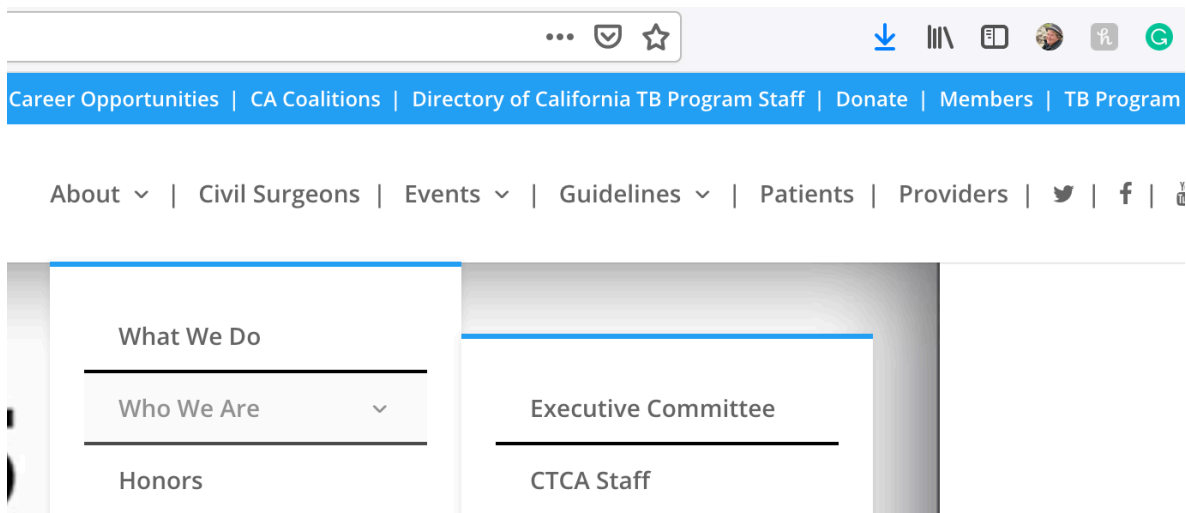 Career Opportunities | CA Coalitions | Directory of California TB Program Staff | Donate | Members | TB Program
About | Civil Surgeons | Events | Guidelines | Patients | Providers | |  |
What We Do
Who We Are
Executive Committee
Honors
CTCA Staff